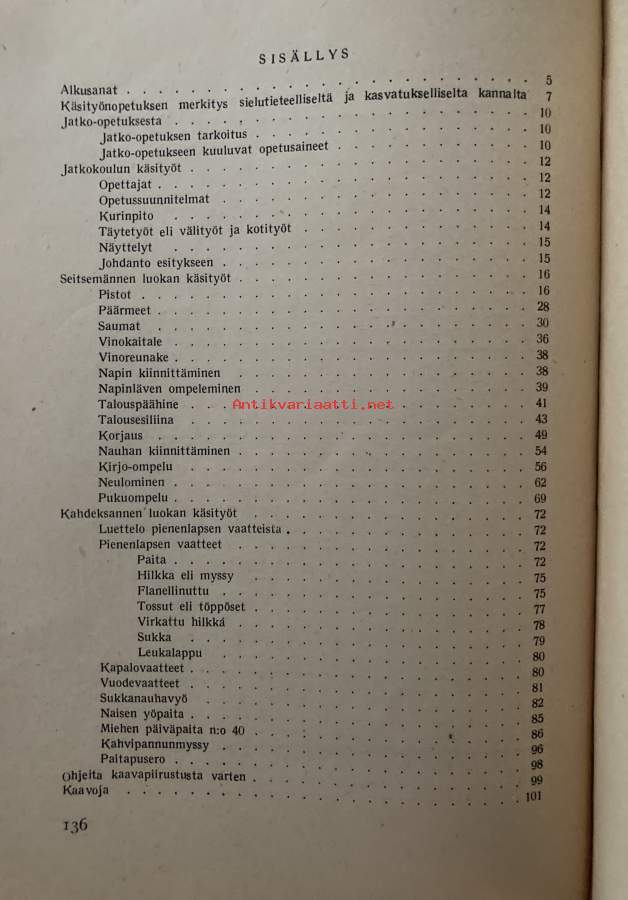 SISÄLLYS
Alkusanat . . . . . . . . . . 5
Käsityönopetuksen merkitys sielutieteelliseltä ja kasvatukselliselta kannalta 7
Jatko-opetuksesta . . . . . . . . . . 10
Jatko-opetuksen tarkoitus . . . . . . . . . . 10
Jatko-opetukseen kuuluvat opetusaineet . . . . . . . . . . 10
Jatkokoulun käsityöt . . . . . . . . . . 12
Opettajat . . . . . . . . . . 12
Opetussuunnitelmat . . . . . . . . . . 12
Kurinpito . . . . . . . . . . 14
Täytetyöt eli välityöt ja kotityöt . . . . . . . . . . 14
Näyttelyt . . . . . . . . . . 15
Johdanto esitykseen . . . . . . . . . . 15
Seitsemännen luokan käsityöt . . . . . . . . . . 16
Pistot . . . . . . . . . . 16
Päärmeet . . . . . . . . . . 28
Saumat . . . . . . . . . . 30
Vinokaitale . . . . . . . . . . 36
Vinoreunake . . . . . . . . . . 38
Napin kiinnittäminen . . . . . . . . . . 38
Napinläven ompeleminen . . . . . . . . . . 39
Talouspäähine . . . . . . . . . . 41
Antikvariaatti.net
Talousesiliina . . . . . . . . . . 43
Korjaus . . . . . . . . . . 49
Nauhan kiinnittäminen . . . . . . . . . . 54
Kirjo-ompelu . . . . . . . . . . 56
Neulominen . . . . . . . . . . 62
Pukuompelu . . . . . . . . . . 69
Kahdeksannen luokan käsityöt . . . . . . . . . . 72
Luettelo pienenlapsen vaatteista . . . . . . . . . . 72
Pienenlapsen vaatteet . . . . . . . . . . 72
Paita . . . . . . . . . . 72
Hilkka eli myssy . . . . . . . . . . 75
Flanellinuttu . . . . . . . . . . 75
Tossut eli töppöset . . . . . . . . . . 77
Virkattu hilkka . . . . . . . . . . 78
Sukka . . . . . . . . . . 79
Leukalappu . . . . . . . . . . 80
Kapalovaatteet . . . . . . . . . . 80
Vuodevaatteet . . . . . . . . . . 81
Sukkanauhavyö . . . . . . . . . . 82
Naisen yöpaita . . . . . . . . . . 85
Miehen päiväpaita n:o 40 . . . . . . . . . . 86
Kahvipannunmyssy . . . . . . . . . . 96
Paitapusero . . . . . . . . . . 98
Ohjeita kaavapiirustusta varten . . . . . . . . . . 99
Kaavoja . . . . . . . . . . 101
136